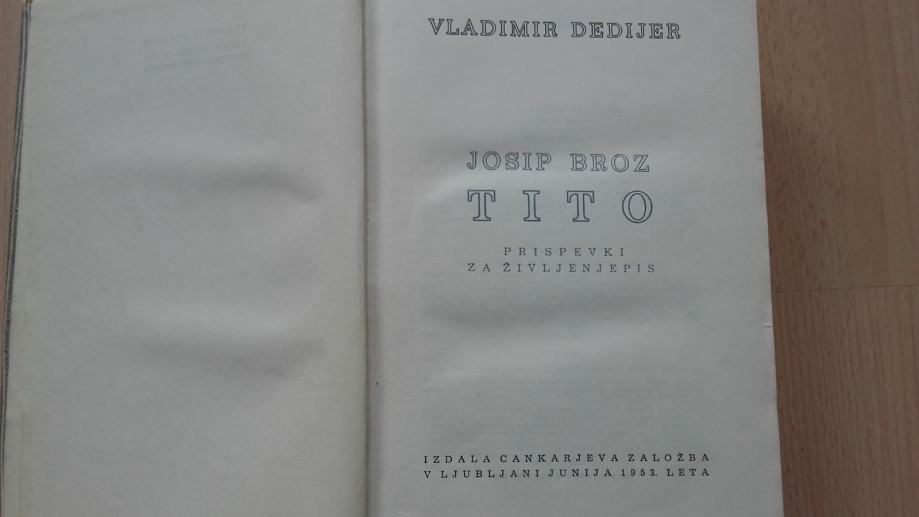 VLADIMIR DEDIJER
JOSIP BROZ
TITO
PRISPEVKI
ZA ŽIVLJENJEPIS
IZDALA CANKARJEVA ZALOŽBA
V LJUBLJANI JUNIJA 1953. LETA